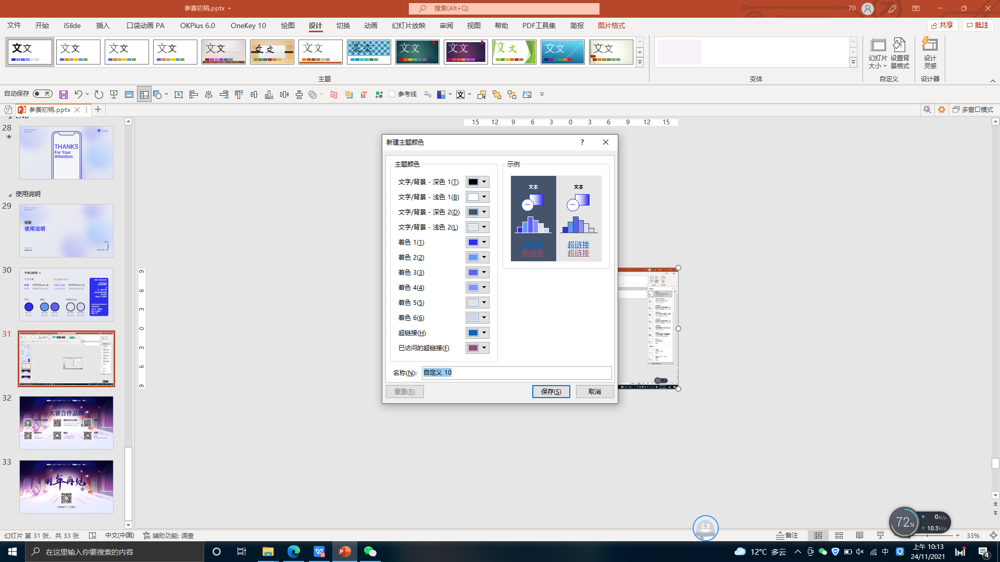 参赛初稿.pptx
搜索(Alt+Q)
70
文件 开始 iSlide 插入 口袋动画 PA OKPlus 6.0 OneKey 10 绘图 设计 切换 动画 幻灯片放映 审阅 视图 帮助 PDF工具集 简报 图片格式
共享 批注
文文 文文 文文 文文 文文 文文 文文 文文 文文 文文 文文 文文 文文
幻灯片大小 设置背景格式 设计灵感
主题 变体 自定义 设计器
自动保存 关
参考线
参赛初稿.pptx
多窗口模式
END
28
THANKS
For Your
Attention
使用说明
29
模板
使用说明
30
字体&配色
31
32
大赛合作品牌
33
明年再见
15 12 9 6 3 0 3 6 9 12 15
9
6
3
0
3
6
9
新建主题颜色
?
主题颜色
文字/背景 - 深色 1(T)
文字/背景 - 浅色 1(B)
文字/背景 - 深色 2(D)
文字/背景 - 浅色 2(L)
着色 1(1)
着色 2(2)
着色 3(3)
着色 4(4)
着色 5(5)
着色 6(6)
超链接(H)
已访问的超链接(F)
示例
文本 文本
超链接 超链接
超链接 超链接
名称(N): 自定义 10
重置(R) 保存(S) 取消
72%
0K/s
10.3K/s
幻灯片 第 31 张，共 33 张 中文(中国) 辅助功能: 调查
备注
33%
在这里输入你要搜索的内容
12°C 多云
中
上午 10:13
24/11/2021
4